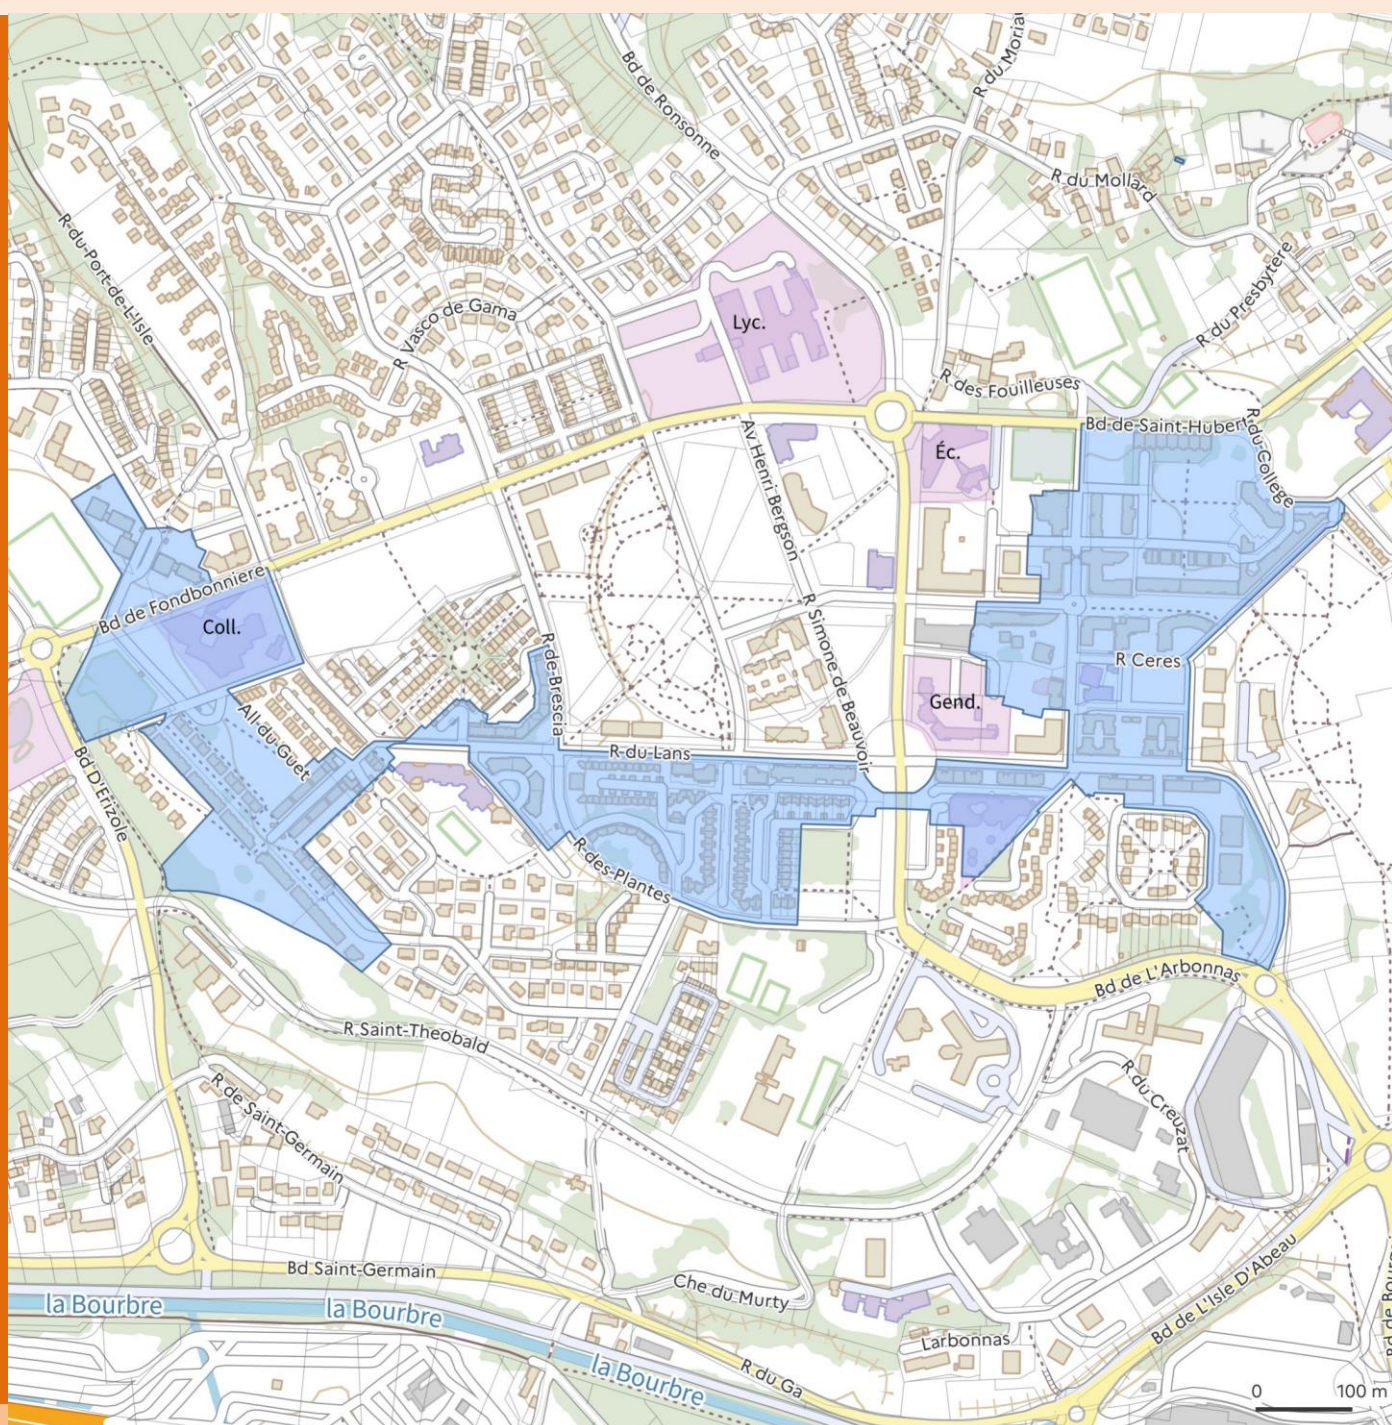 Bd de Ronsonne
R du Moriau
R du Mollard
R du Port-de-L'Isle
R du Presbytère
R Vasco de Gama
Lyc.
R des Fouilleuses
Bd de Saint-Hubert
R du College
Éc.
Av Henri Bergson
Bd de Fondbonniere
Coll.
R Simone de Beauvoir
R de Brescia
R Ceres
Gend.
All du Guet
R du Lans
Bd D'Erizole
R des Plantes
Bd de L'Arbonnas
R Saint-Theobald
R de Saint-Germain
R du Creuzat
Bd Saint-Germain
Che du Murty
Bd de L'Isle D'Abeau
la Bourbre
la Bourbre
la Bourbre
Larbonnas
R du Ga
0 100 m